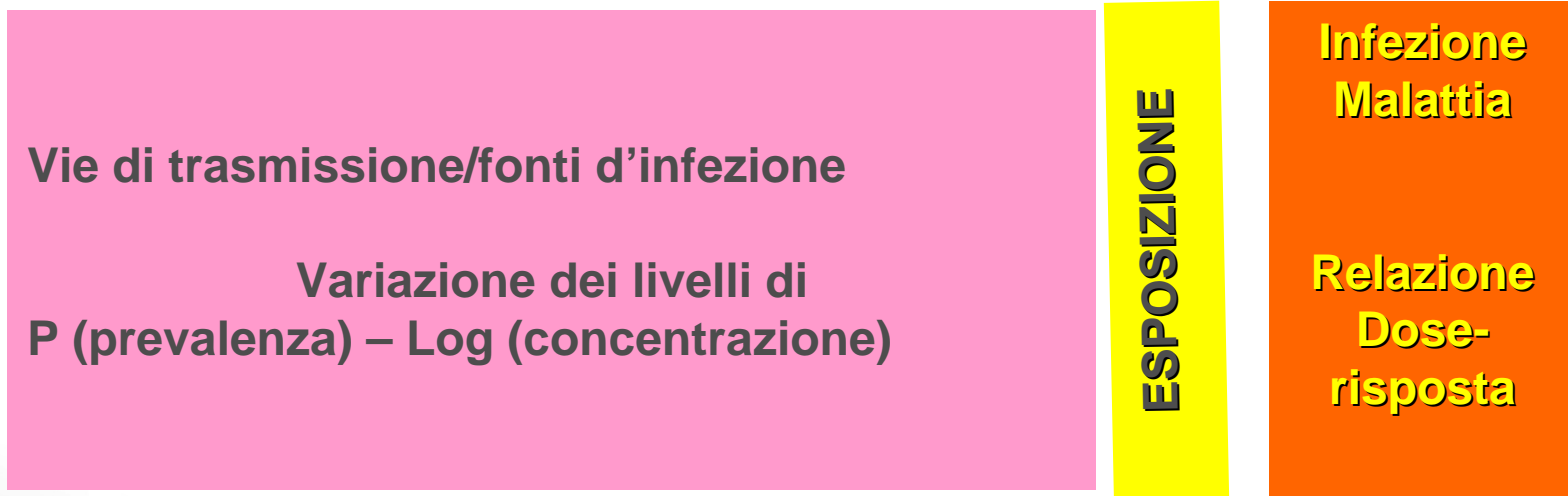 Vie di trasmissione/fonti d’infezione
Variazione dei livelli di
P (prevalenza) – Log (concentrazione)
ESPOSIZIONE
Infezione
Malattia
Relazione
Dose-
risposta